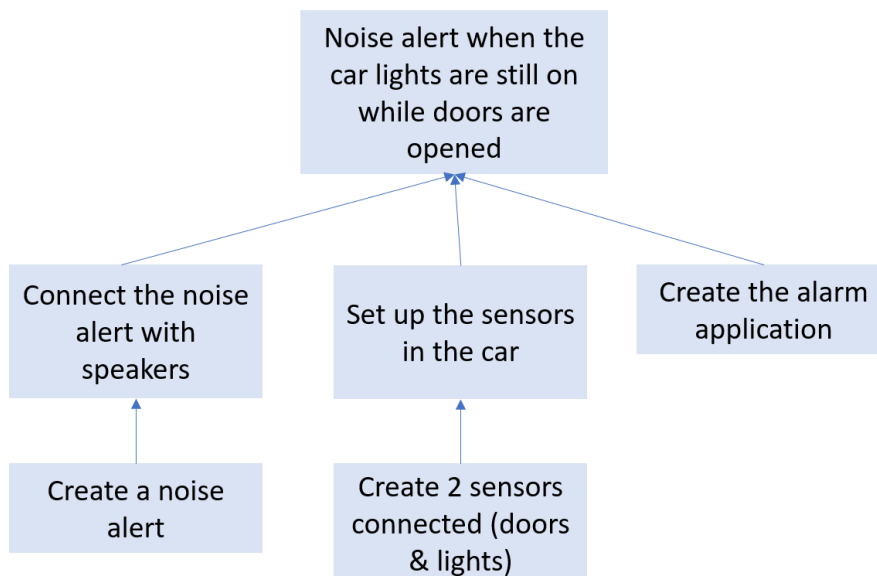 Noise alert when the
car lights are still on
while doors are
opened
Connect the noise
alert with
speakers
Set up the sensors
in the car
Create the alarm
application
Create a noise
alert
Create 2 sensors
connected (doors
& lights)